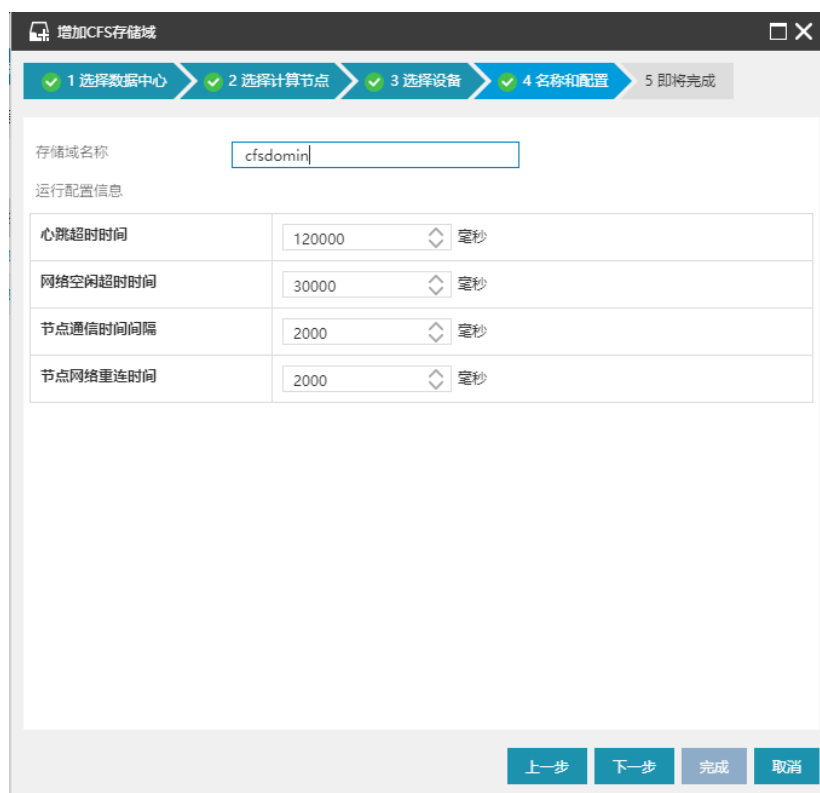 增加CFS存储域
1 选择数据中心 2 选择计算节点 3 选择设备 4 名称和配置 5 即将完成
存储域名称 cfsdomin
运行配置信息
心跳超时时间 120000 毫秒
网络空闲超时时间 30000 毫秒
节点通信时间间隔 2000 毫秒
节点网络重连时间 2000 毫秒
上一步 下一步 完成 取消